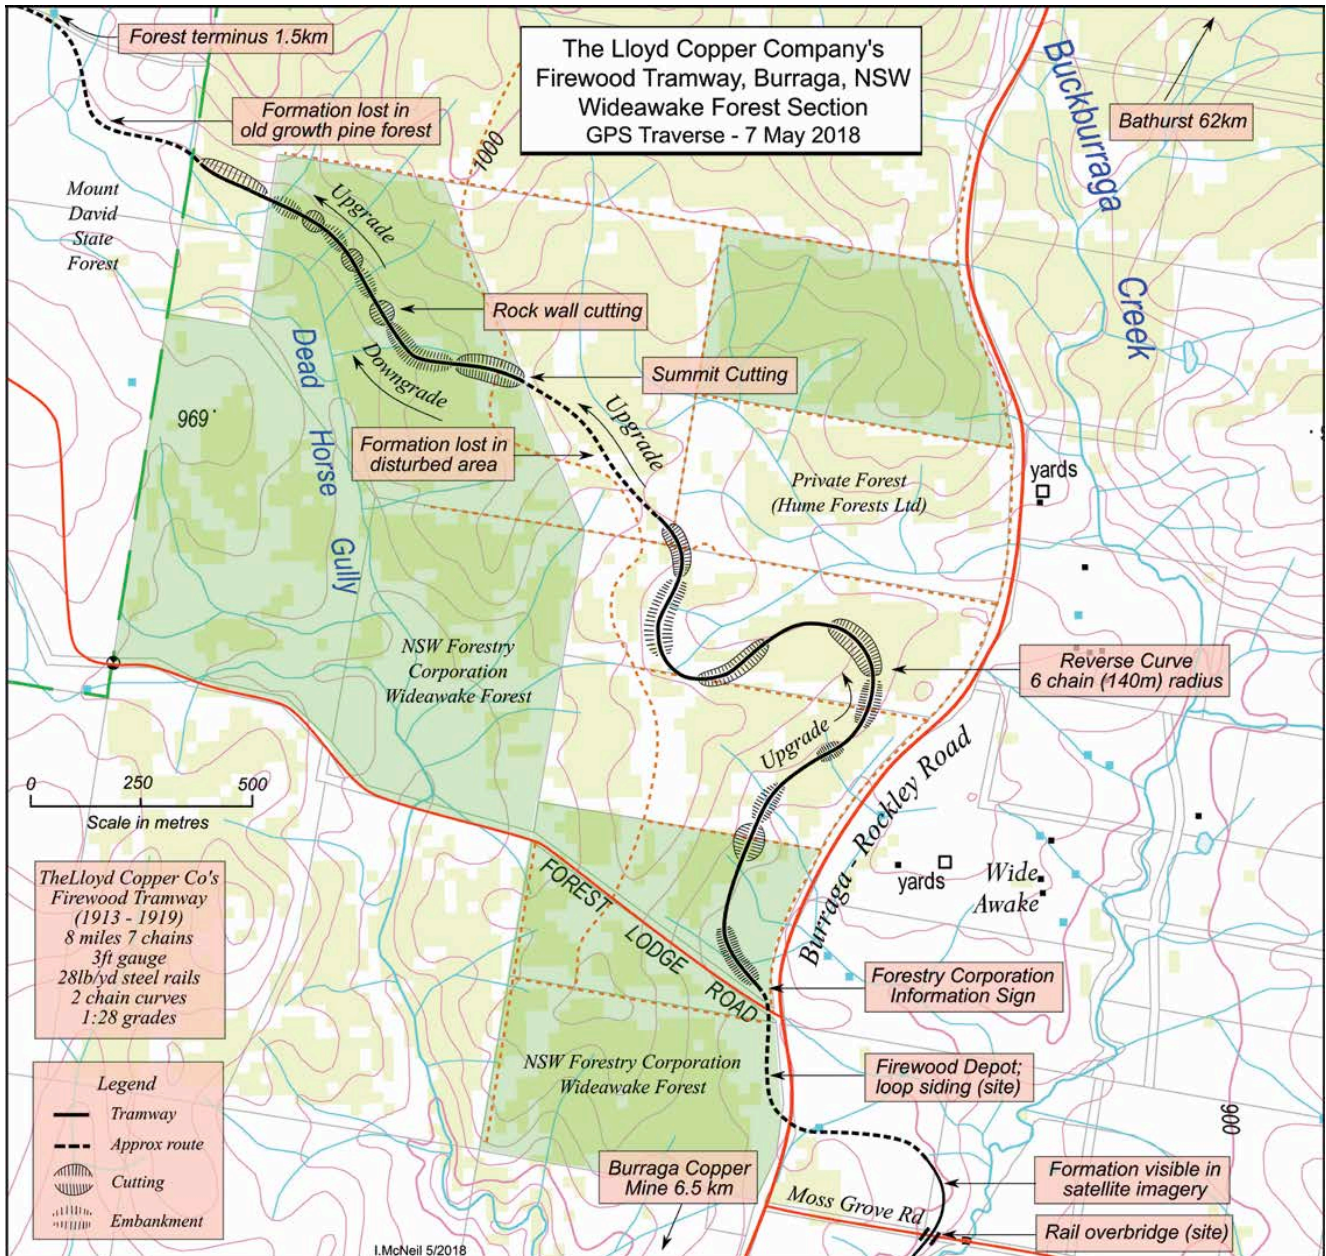 Forest terminus 1.5km
The Lloyd Copper Company's
Firewood Tramway, Burraga, NSW
Wideawake Forest Section
GPS Traverse - 7 May 2018
Buckburraga
Creek
Bathurst 62km
Formation lost in
old growth pine forest
1000
Mount
David
State
Forest
Upgrade
Rock wall cutting
Dead
Horse
Gully
Downgrade
Summit Cutting
969
Upgrade
Formation lost in
disturbed area
Private Forest
(Hume Forests Ltd)
yards
NSW Forestry
Corporation
Wideawake Forest
Reverse Curve
6 chain (140m) radius
Upgrade
Burraga - Rockley Road
0 250 500
Scale in metres
yards
Wide
Awake
TheLloyd Copper Co's
Firewood Tramway
(1913 - 1919)
8 miles 7 chains
3ft gauge
28lb/yd steel rails
2 chain curves
1:28 grades
FOREST
LODGE
ROAD
Forestry Corporation
Information Sign
NSW Forestry Corporation
Wideawake Forest
Firewood Depot;
loop siding (site)
900
Legend
Tramway
Approx route
Cutting
Embankment
Burraga Copper
Mine 6.5 km
Formation visible in
satellite imagery
Moss Grove Rd
Rail overbridge (site)
I.McNeil 5/2018